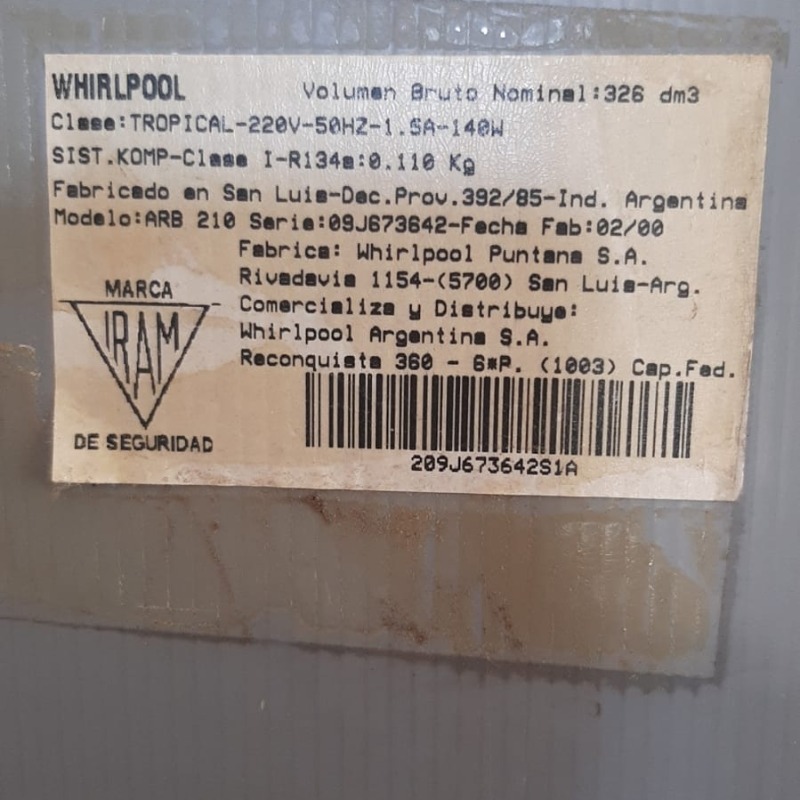 WHIRLPOOL Volumen Bruto Nominal:326 dm3
Clase:TROPICAL-220V-50HZ-1.5A-140W
SIST.KOMP-Clase I-R134a:0.110 Kg
Fabricado en San Luis-Dec.Prov.392/85-Ind. Argentina
Modelo:ARB 210 Serie:09J673642-Fecha Fab:02/00
Fabrica: Whirlpool Puntana S.A.
Rivadavia 1154-(5700) San Luis-Arg.
Comercializa y Distribuye:
Whirlpool Argentina S.A.
Reconquista 360 - 6*P. (1003) Cap.Fed.
MARCA
IRAM
DE SEGURIDAD
209J673642S1A